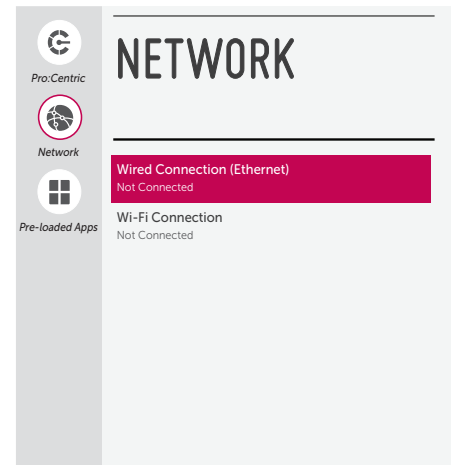 Pro:Centric
Network
Pre-loaded Apps
NETWORK
Wired Connection (Ethernet)
Not Connected
Wi-Fi Connection
Not Connected